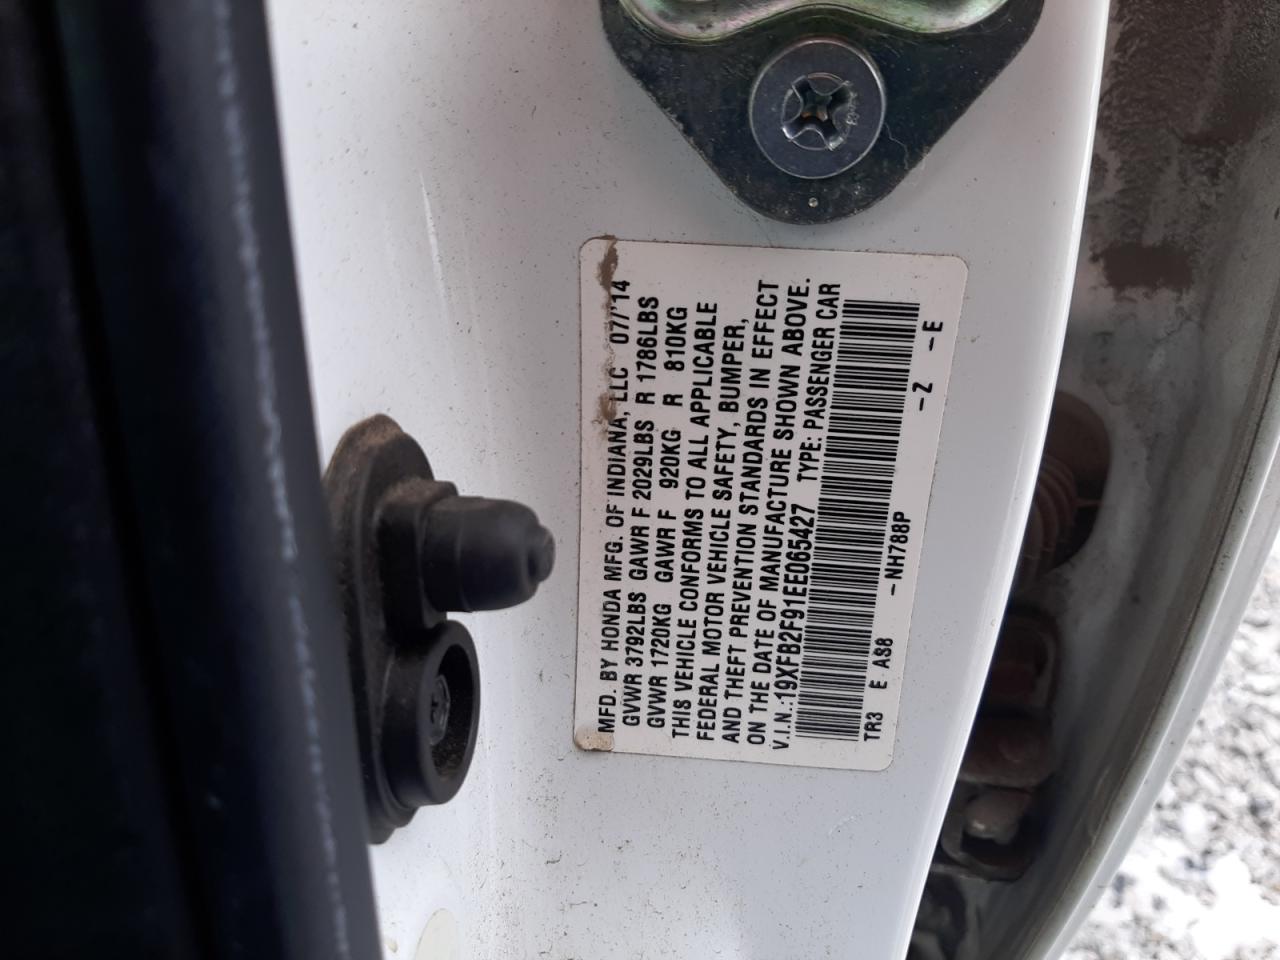 MFD. BY HONDA MFG. OF INDIANA, LLC 07/'14
GVWR 3792LBS GAWR F 2029LBS R 1786LBS
GVWR 1720KG GAWR F 920KG R 810KG
THIS VEHICLE CONFORMS TO ALL APPLICABLE
FEDERAL MOTOR VEHICLE SAFETY, BUMPER,
AND THEFT PREVENTION STANDARDS IN EFFECT
ON THE DATE OF MANUFACTURE SHOWN ABOVE.
V.I.N.:19XFB2F91EE065427 TYPE: PASSENGER CAR
TR3 E AS8 – NH788P – Z – E